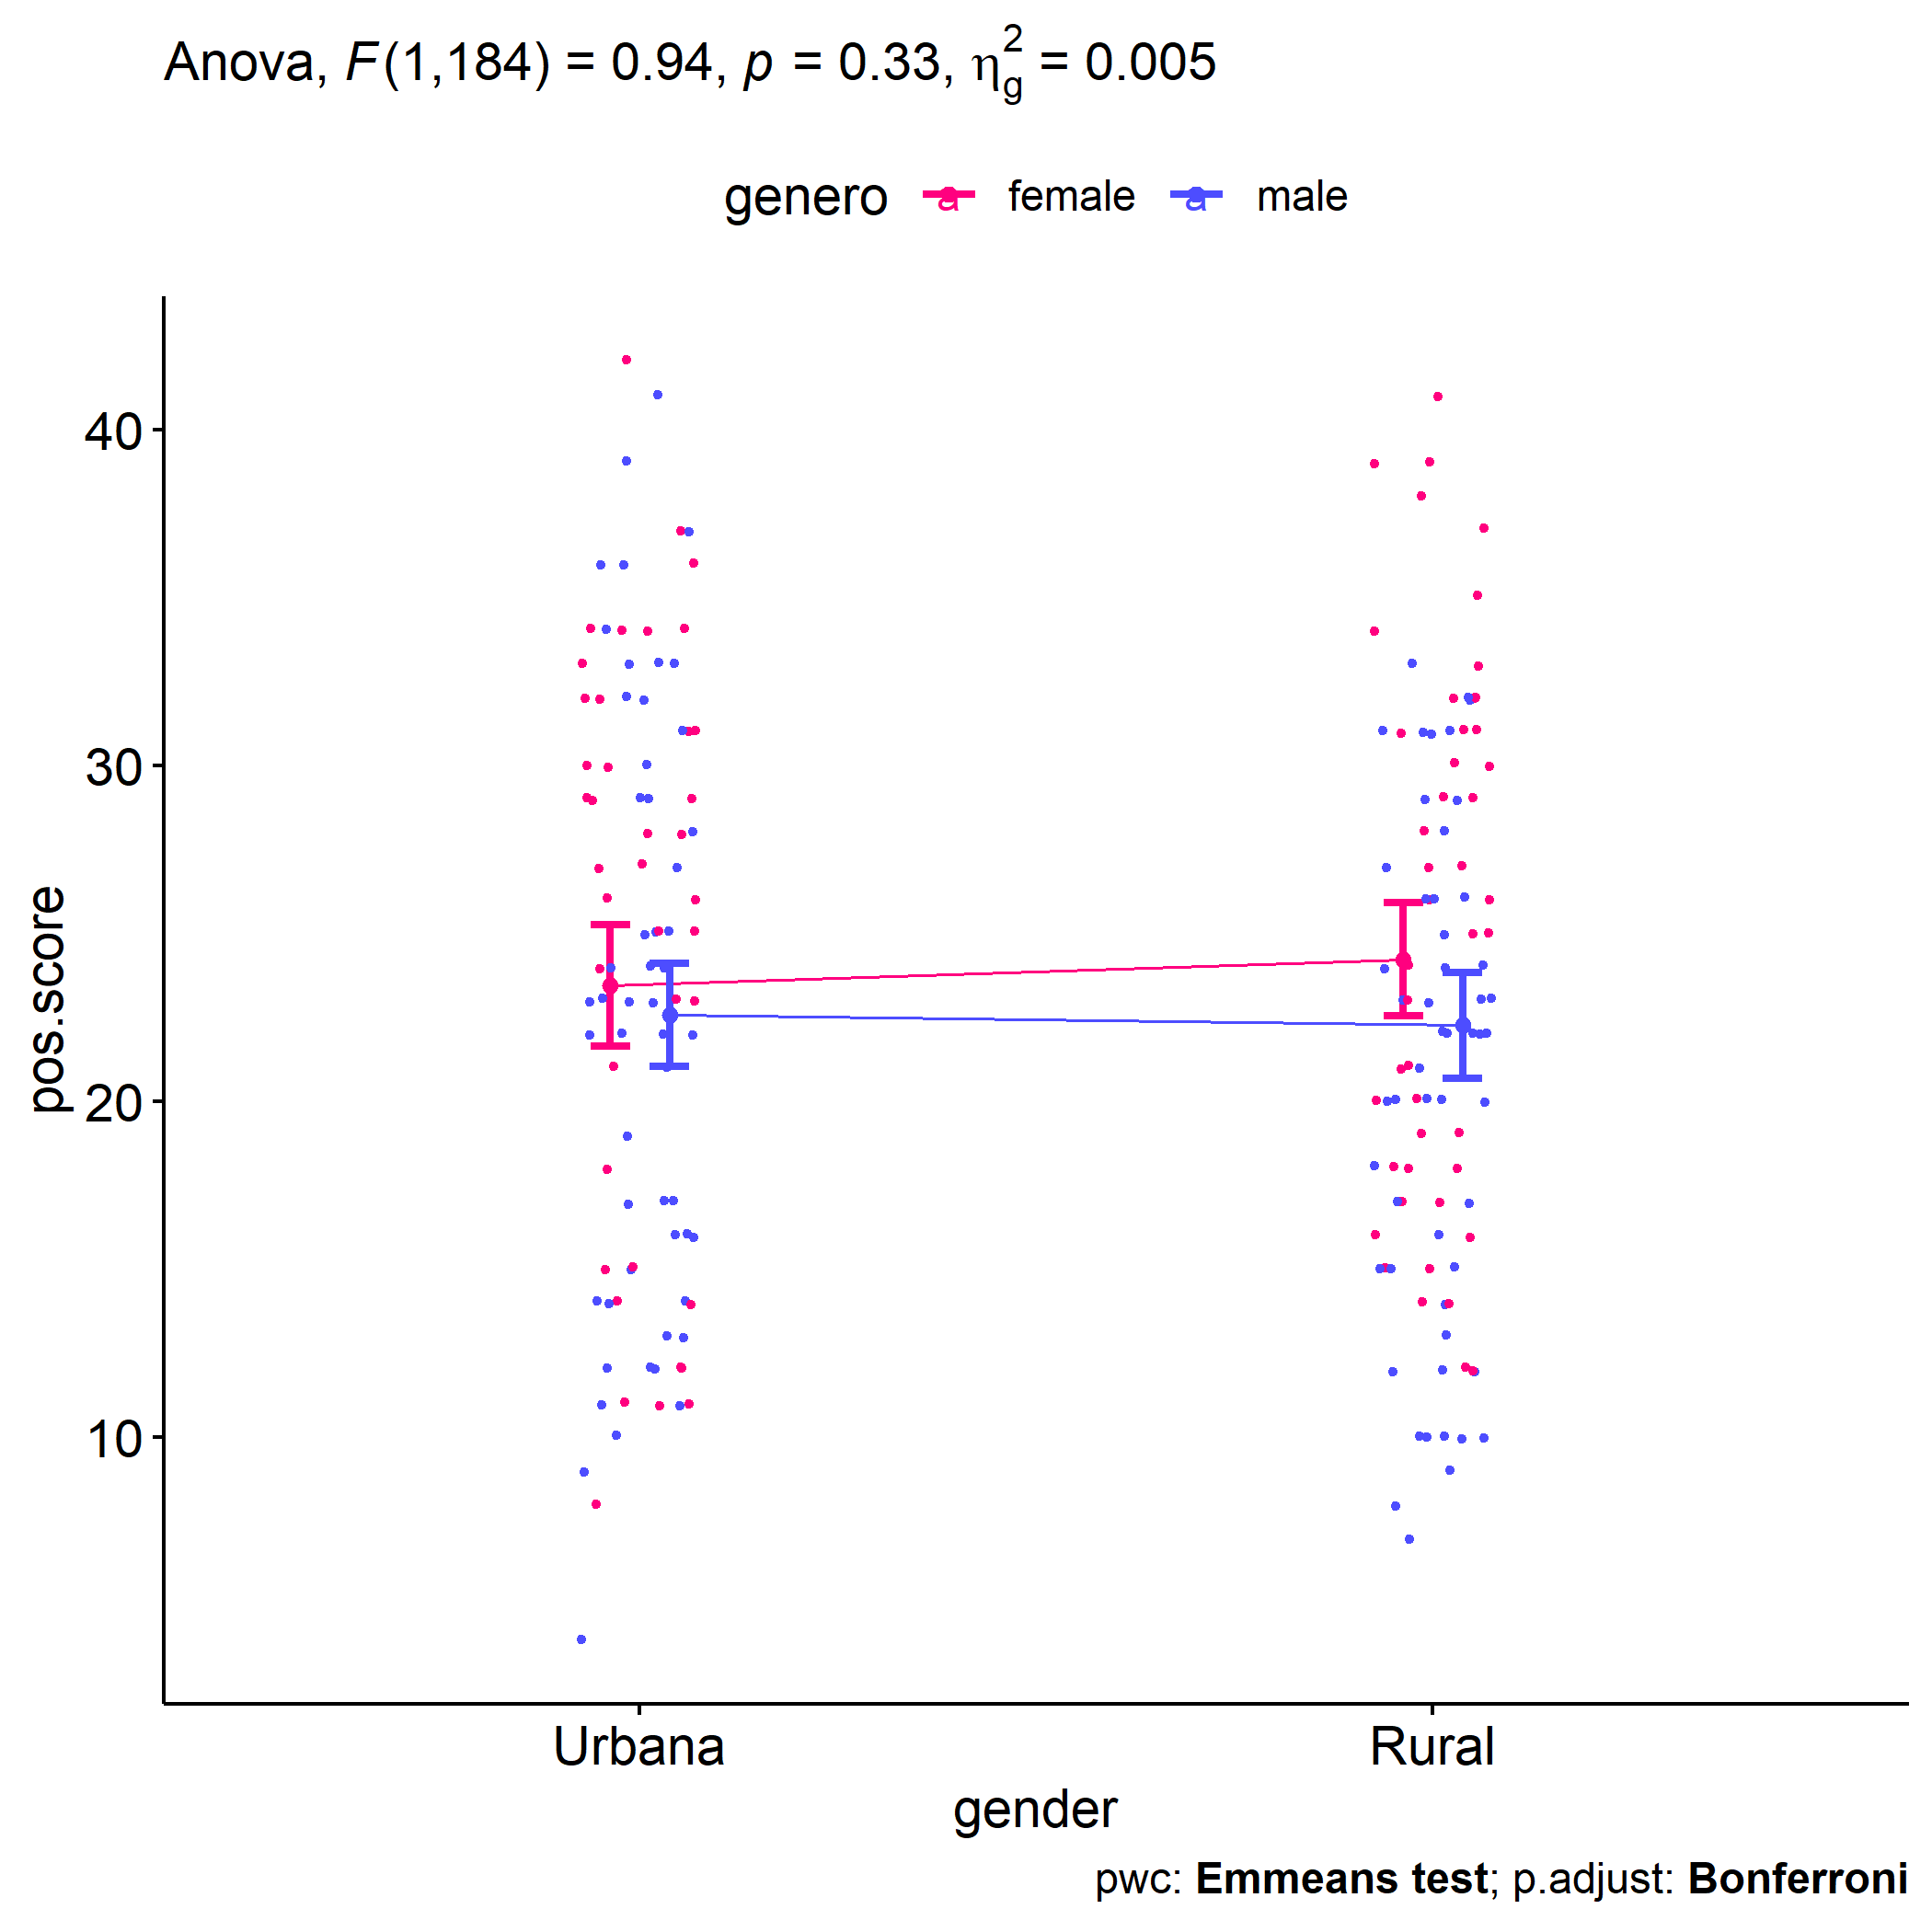 Anova, F(1,184) = 0.94, p = 0.33, η²g = 0.005
genero a female a male
pos.score
40
30
20
10
Urbana Rural
gender
pwc: Emmeans test; p.adjust: Bonferroni